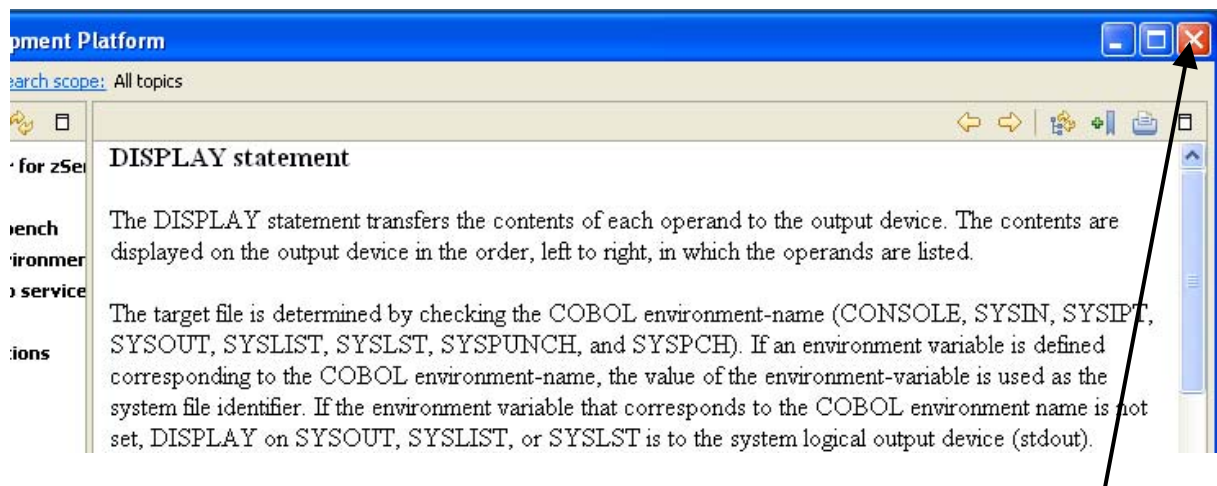 pment Platform
earch scope: All topics
for zSer
DISPLAY statement
bench
The DISPLAY statement transfers the contents of each operand to the output device. The contents are
ironmer
displayed on the output device in the order, left to right, in which the operands are listed.
service
The target file is determined by checking the COBOL environment-name (CONSOLE, SYSIN, SYSIPT,
tions
SYSOUT, SYSLIST, SYSLST, SYSPUNCH, and SYSPCH). If an environment variable is defined
corresponding to the COBOL environment-name, the value of the environment-variable is used as the
system file identifier. If the environment variable that corresponds to the COBOL environment name is not
set, DISPLAY on SYSOUT, SYSLIST, or SYSLST is to the system logical output device (stdout).